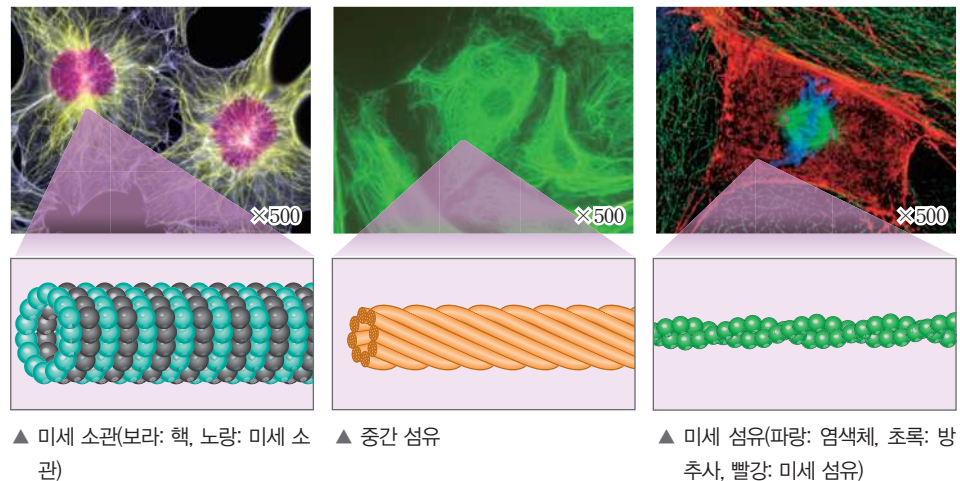 ×500
×500
×500
▲ 미세 소관(보라: 핵, 노랑: 미세 소
관)
▲ 중간 섬유
▲ 미세 섬유(파랑: 염색체, 초록: 방
추사, 빨강: 미세 섬유)